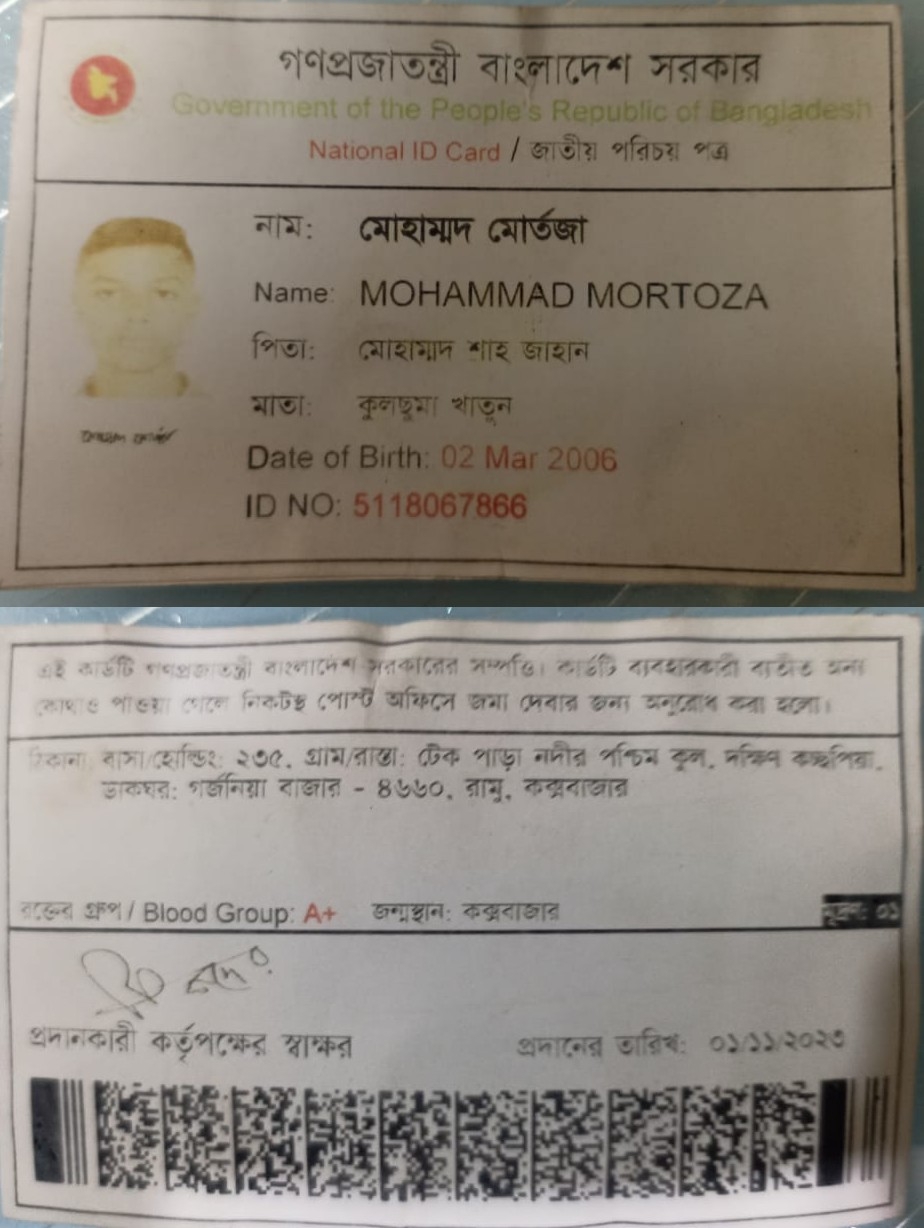 গণপ্রজাতন্ত্রী বাংলাদেশ সরকার
Government of the People's Republic of Bangladesh
National ID Card / জাতীয় পরিচয় পত্র
নাম: মোহাম্মদ মোর্তজা
Name: MOHAMMAD MORTOZA
পিতা: মোহাম্মদ শাহ জাহান
মাতা: কুলছুমা খাতুন
Date of Birth: 02 Mar 2006
ID NO: 5118067866
এই কার্ডটি গণপ্রজাতন্ত্রী বাংলাদেশ সরকারের সম্পত্তি। কার্ডটি ব্যবহারকারী ব্যতীত অন্য
কোথাও পাওয়া গেলে নিকটস্থ পোস্ট অফিসে জমা দেবার জন্য অনুরোধ করা হলো।
ঠিকানা: বাসা/হোল্ডিং: ২৩৫, গ্রাম/রাস্তা: টেক পাড়া নদীর পশ্চিম কুল, দক্ষিণ কচ্ছপিয়া,
ডাকঘর: গর্জনিয়া বাজার - ৪৬৬০, রামু, কক্সবাজার
রক্তের গ্রুপ / Blood Group: A+ জন্মস্থান: কক্সবাজার মূদ্রণ: ০১
প্রদানকারী কর্তৃপক্ষের স্বাক্ষর প্রদানের তারিখ: ০১/১১/২০২৩